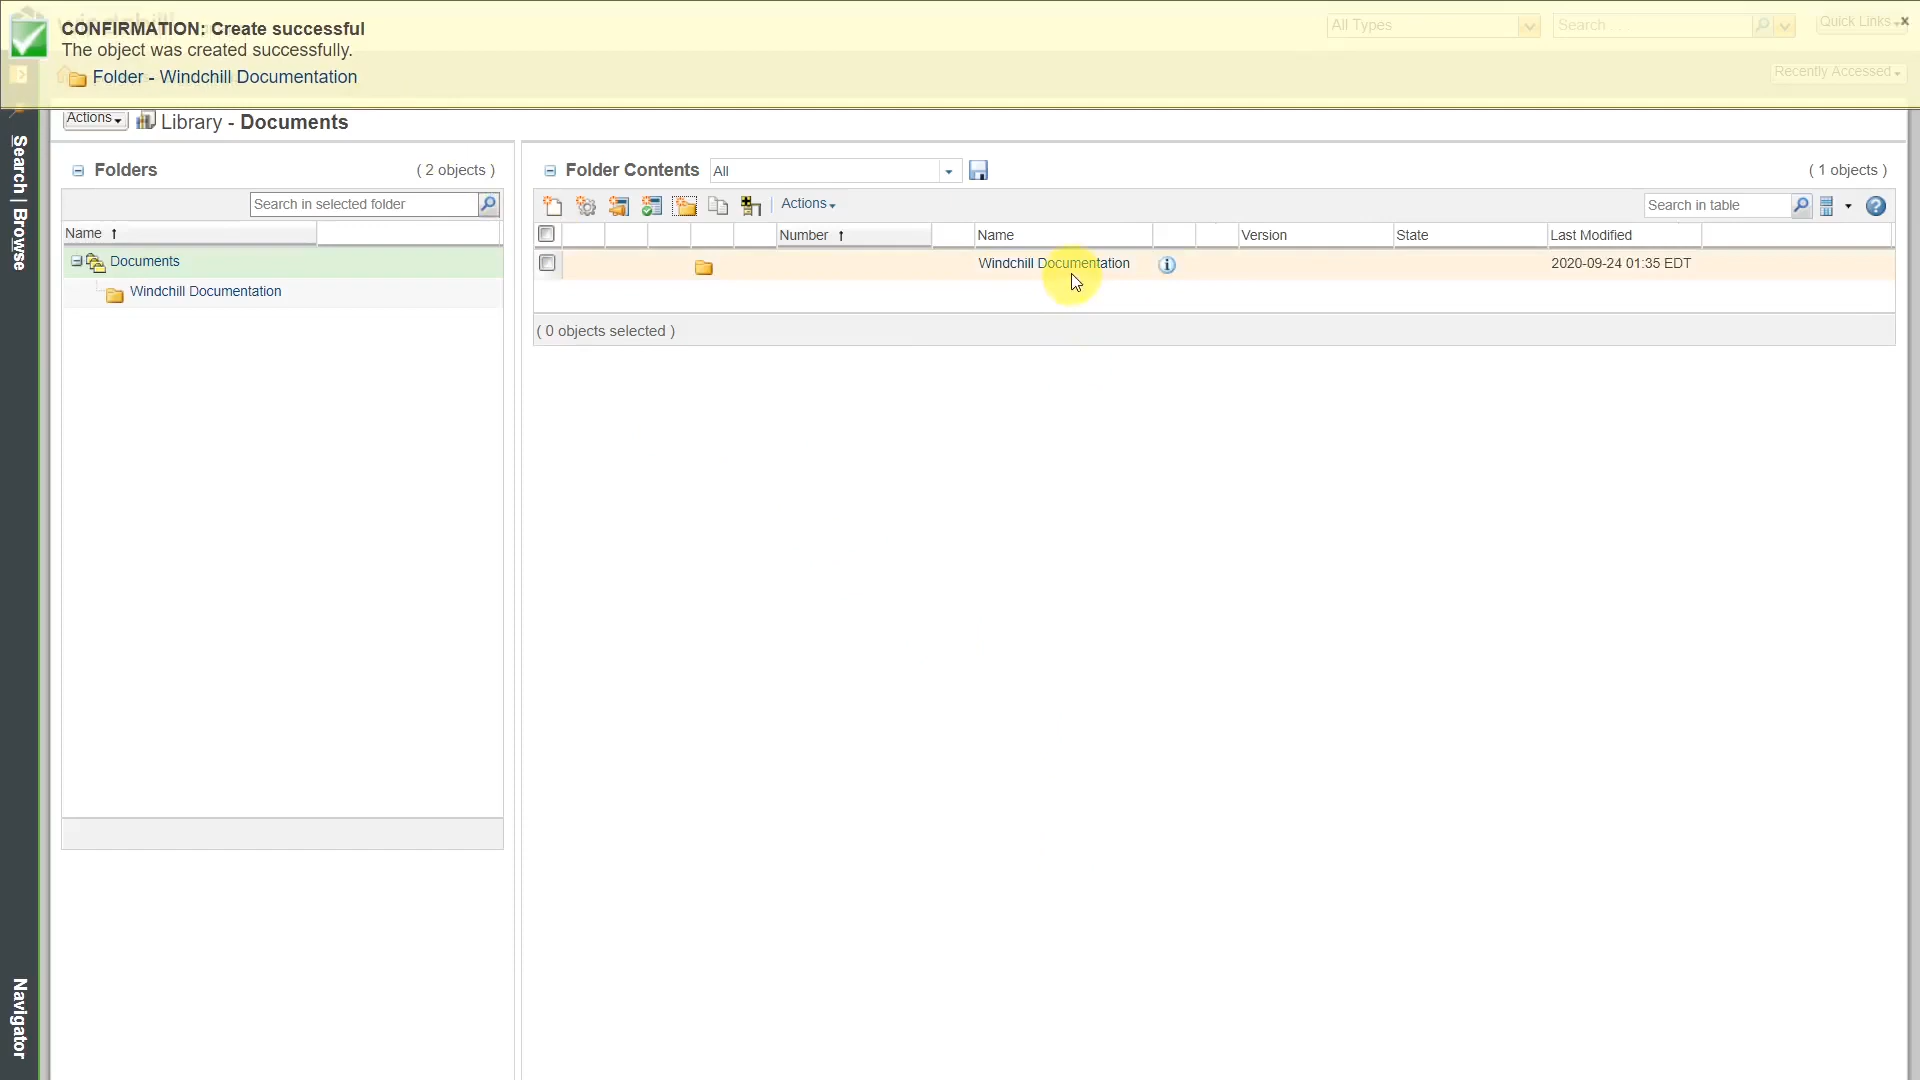 CONFIRMATION: Create successful
The object was created successfully.
Folder - Windchill Documentation
All Types
Search . . .
Quick Links
Recently Accessed
Search | Browse
Navigator
Actions
Library - Documents
Folders
( 2 objects )
Search in selected folder
Name ↑
Documents
Windchill Documentation
Folder Contents
All
( 1 objects )
Actions
Search in table
Number ↑
Name
Version
State
Last Modified
Windchill Documentation
2020-09-24 01:35 EDT
( 0 objects selected )